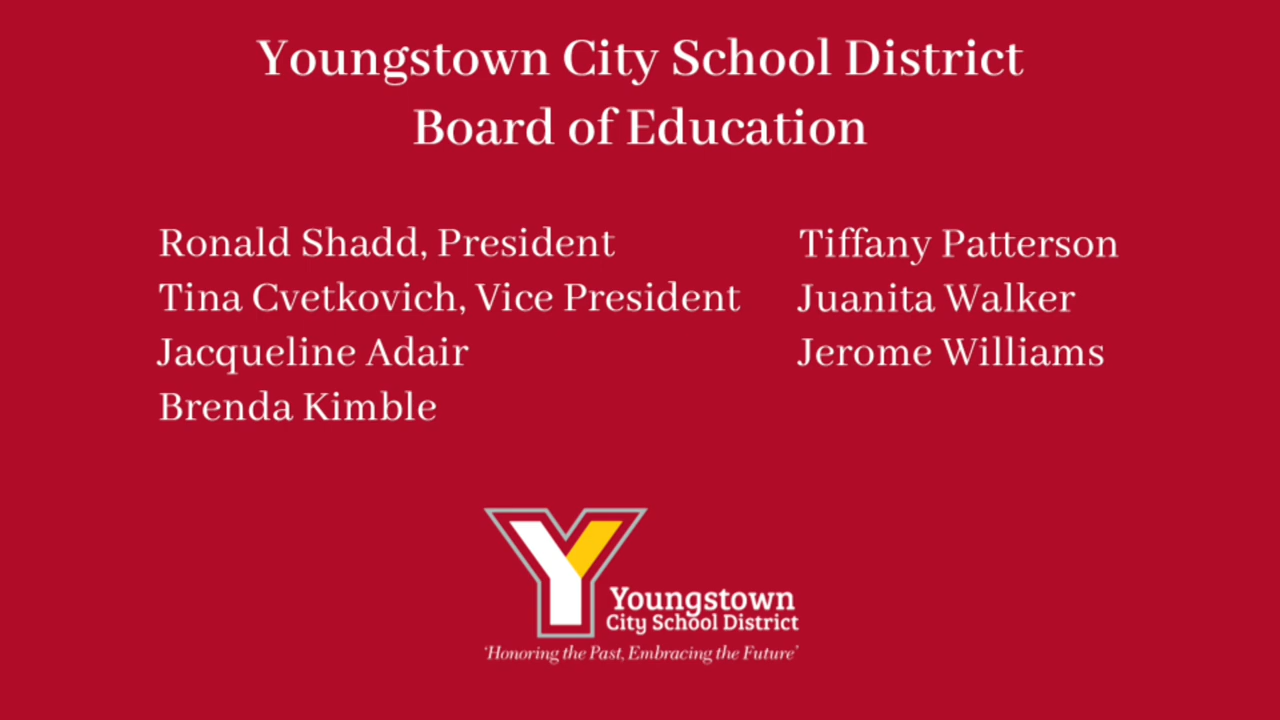 Youngstown City School District
Board of Education
Ronald Shadd, President
Tina Cvetkovich, Vice President
Jacqueline Adair
Brenda Kimble
Tiffany Patterson
Juanita Walker
Jerome Williams
Youngstown
City School District
‘Honoring the Past, Embracing the Future’